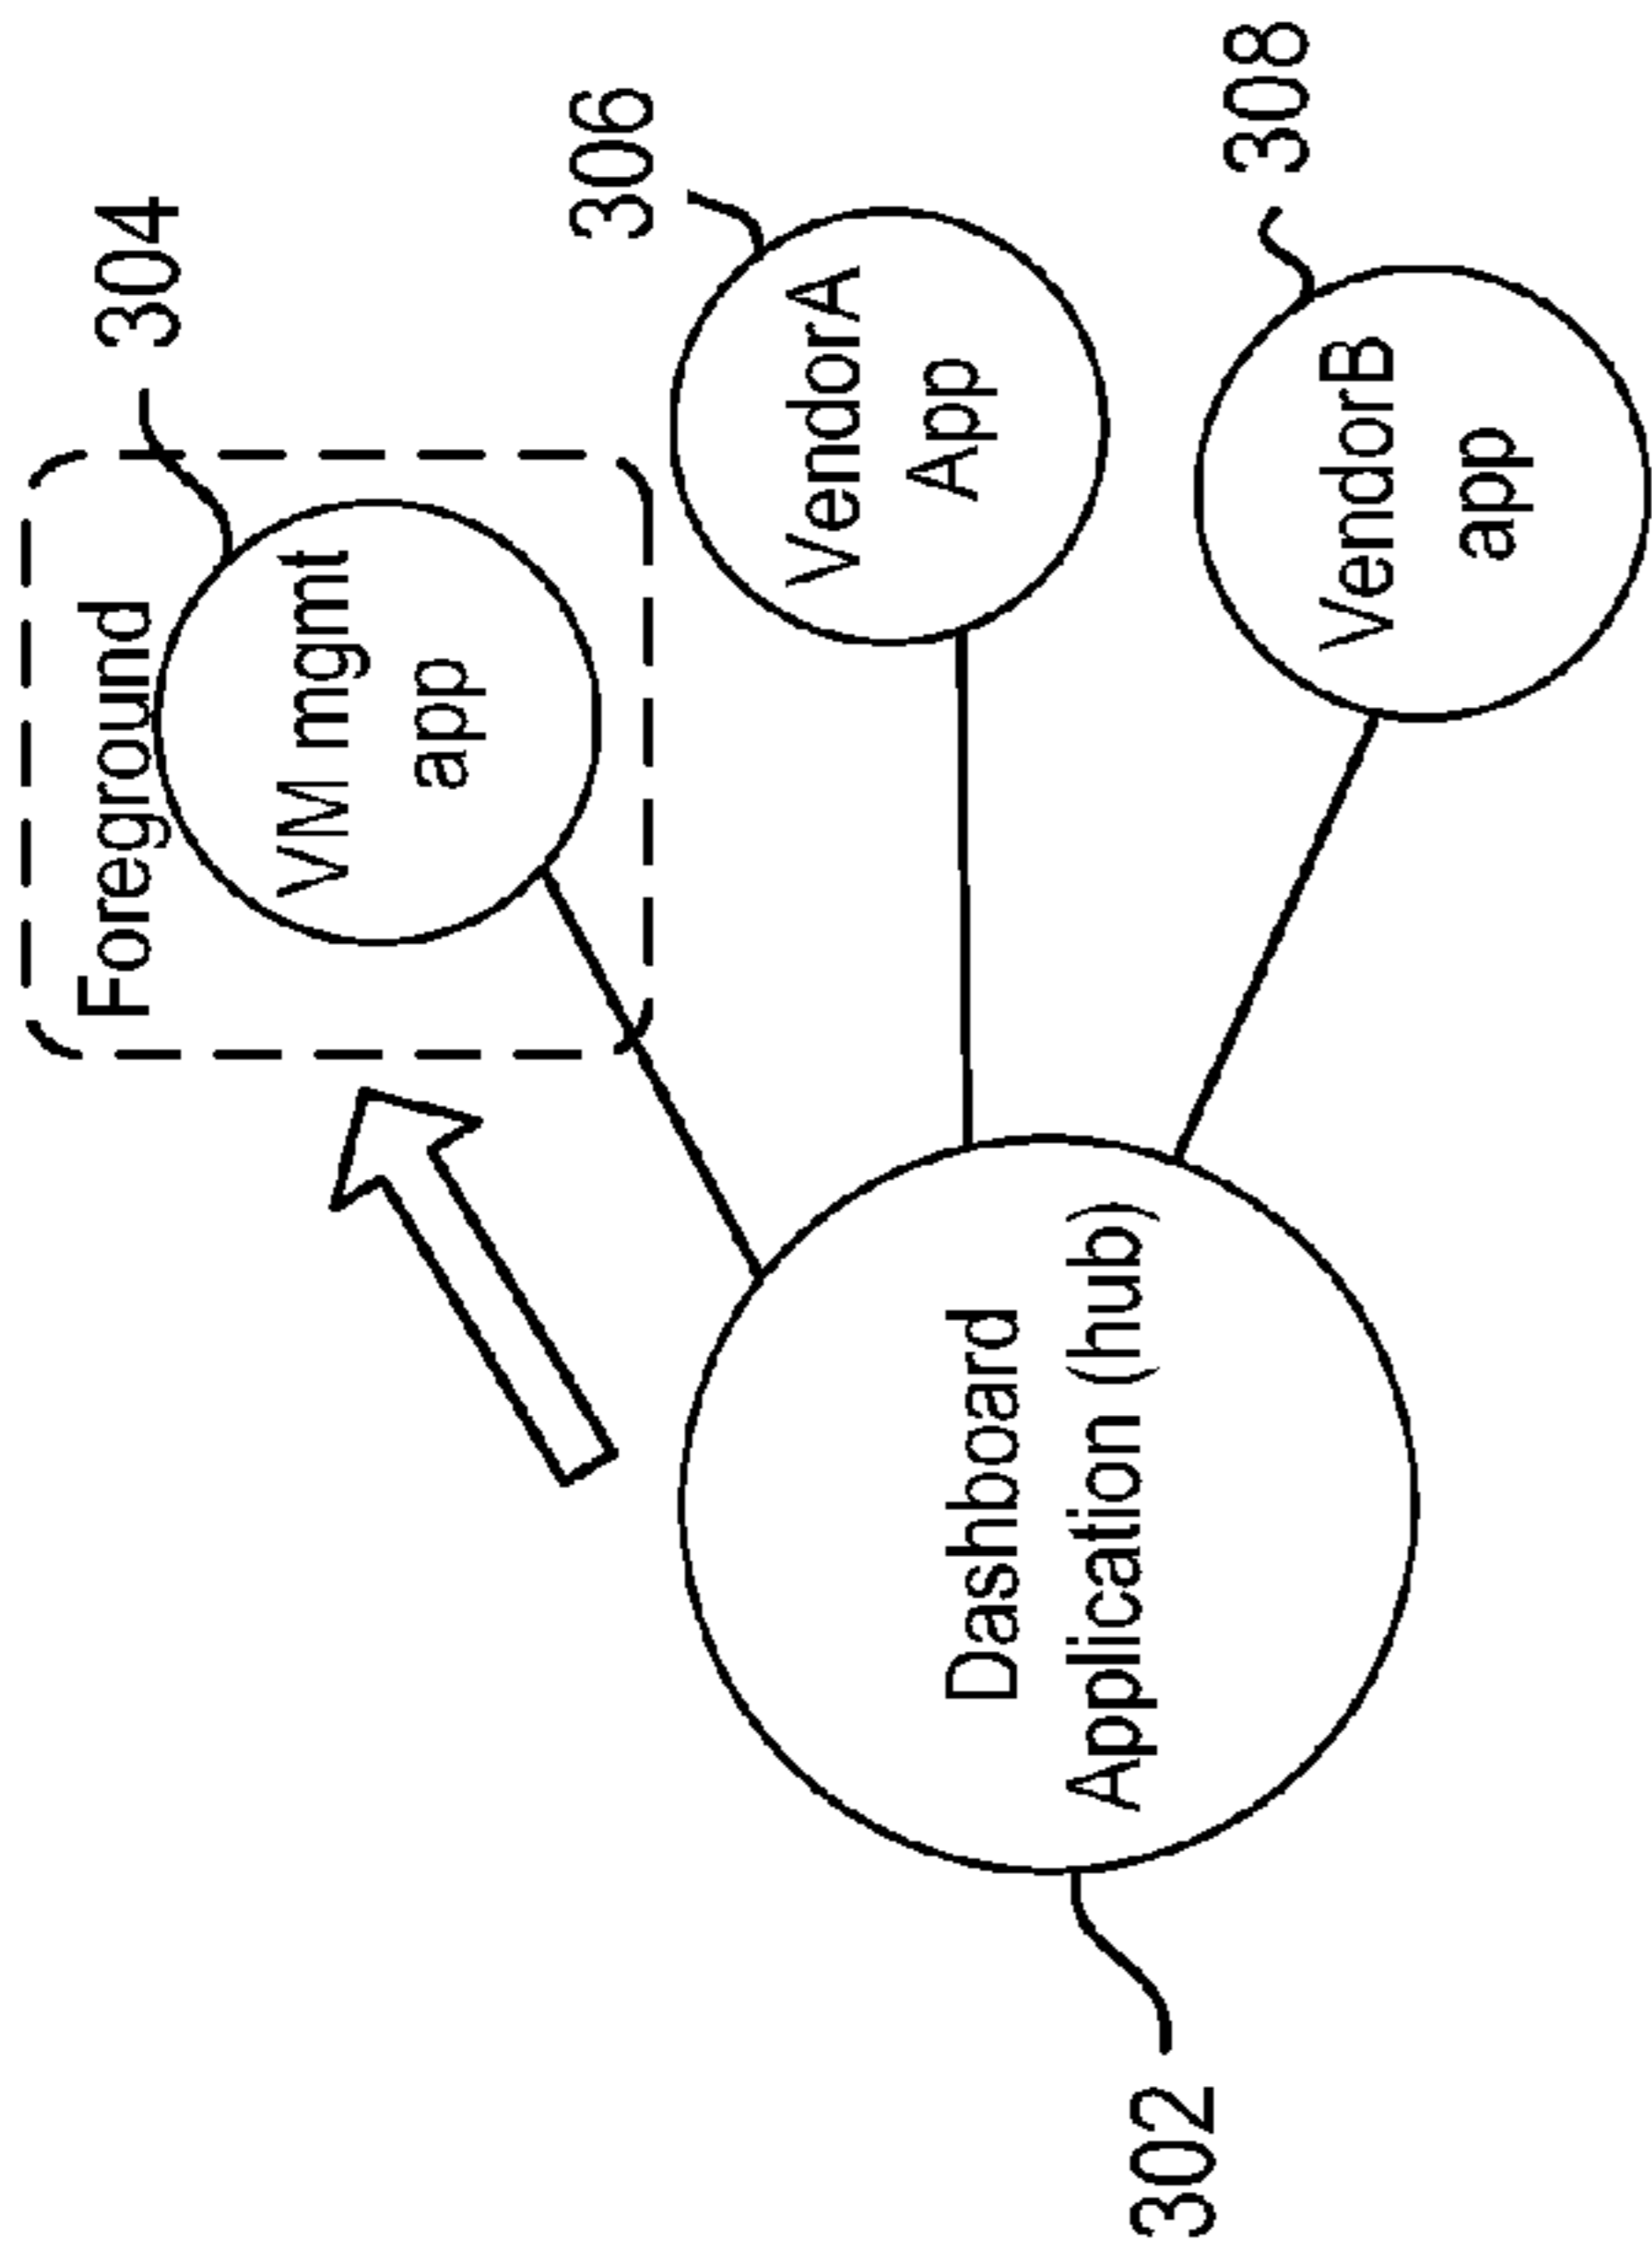 304
Foreground
VM mgmt
app
306
VendorA
App
308
VendorB
app
Dashboard
Application (hub)
302